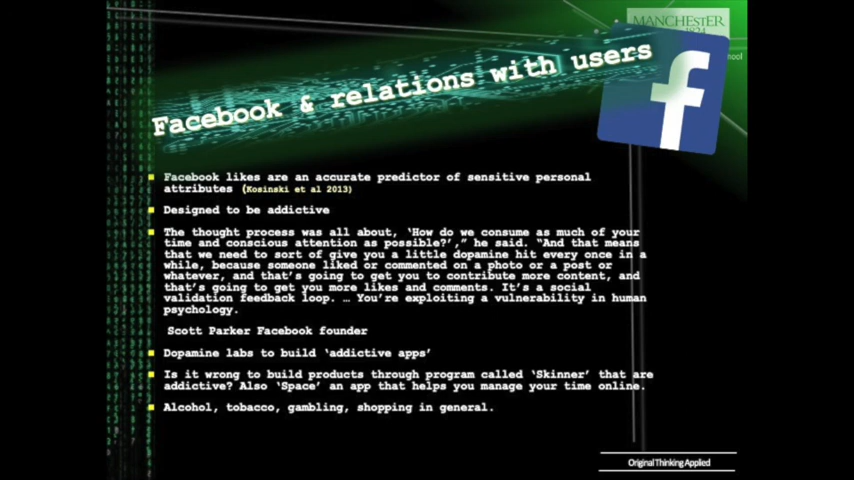 MANCHESTER
1824
ool
Facebook & relations with users
Facebook likes are an accurate predictor of sensitive personal
attributes (Kosinski et al 2013)
Designed to be addictive
The thought process was all about, ‘How do we consume as much of your
time and conscious attention as possible?’,” he said. “And that means
that we need to sort of give you a little dopamine hit every once in a
while, because someone liked or commented on a photo or a post or
whatever, and that’s going to get you to contribute more content, and
that’s going to get you more likes and comments. It’s a social
validation feedback loop. … You’re exploiting a vulnerability in human
psychology.
Scott Parker Facebook founder
Dopamine labs to build ‘addictive apps’
Is it wrong to build products through program called ‘Skinner’ that are
addictive? Also ‘Space’ an app that helps you manage your time online.
Alcohol, tobacco, gambling, shopping in general.
Original Thinking Applied